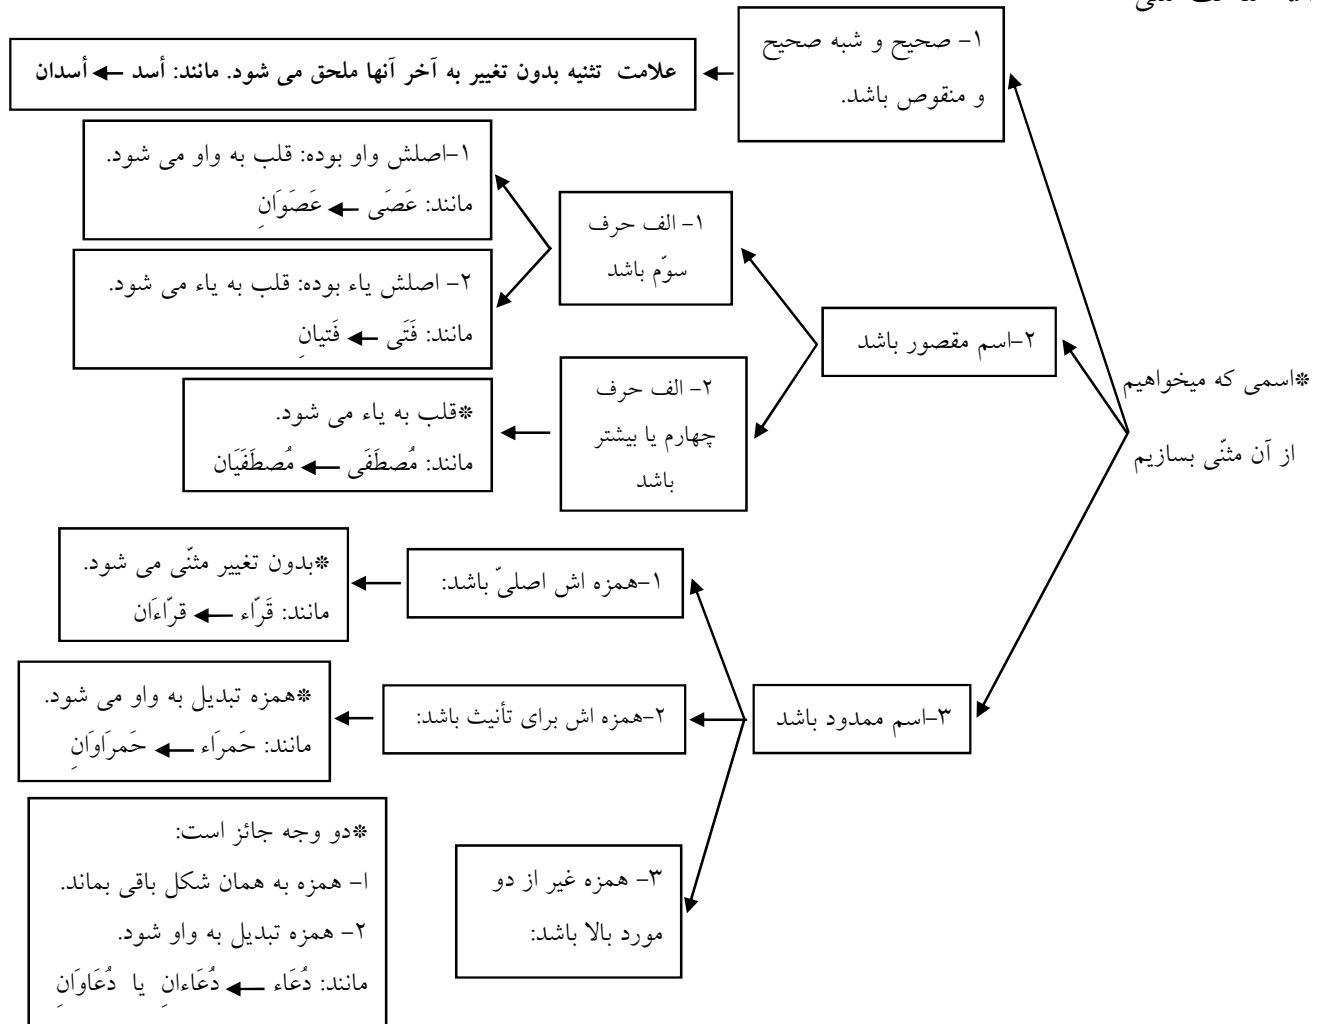 *اسمی که میخواهیم
از آن مثنّی بسازیم
۱- صحیح و شبه صحیح
و منقوص باشد.
علامت تثنیه بدون تغییر به آخر آنها ملحق می شود. مانند: أسد ← أسدان
۲-اسم مقصور باشد
۱- الف حرف
سوّم باشد
۱-اصلش واو بوده: قلب به واو می شود.
مانند: عَصَی ← عَصَوَانِ
۲- اصلش یاء بوده: قلب به یاء می شود.
مانند: فَتَی ← فَتیانِ
۲- الف حرف
چهارم یا بیشتر
باشد
*قلب به یاء می شود.
مانند: مُصطَفَی ← مُصطَفَیَان
۳-اسم ممدود باشد
۱-همزه اش اصلیّ باشد:
*بدون تغییر مثنّی می شود.
مانند: قَرّاء ← قرّاءَان
۲-همزه اش برای تأنیث باشد:
*همزه تبدیل به واو می شود.
مانند: حَمرَاء ← حَمرَاوَانِ
۳- همزه غیر از دو
مورد بالا باشد:
*دو وجه جائز است:
ا- همزه به همان شکل باقی بماند.
۲- همزه تبدیل به واو شود.
مانند: دُعَاء ← دُعَاءانِ یا دُعَاوَانِ